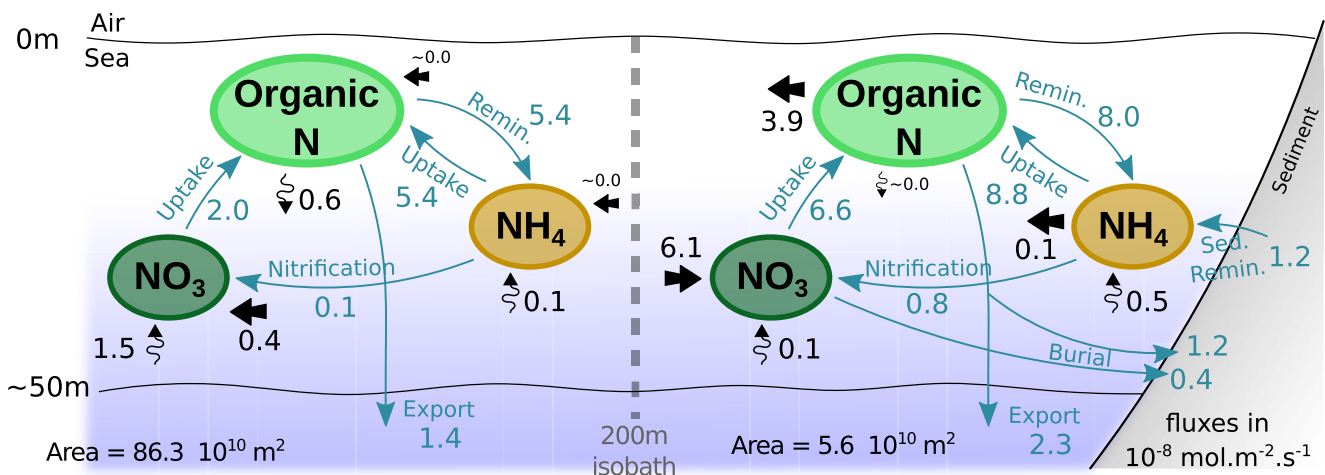 Air
0m
Sea
~0.0
Organic
N
Remin.
5.4
Uptake
5.4
Uptake
2.0
0.6
~0.0
NH4
NO3
Nitrification
0.1
0.1
0.4
1.5
~50m
Export
1.4
Area = 86.3 10^10 m^2
200m
isobath
3.9
Organic
N
Remin.
8.0
Uptake
8.8
Uptake
6.6
~0.0
NH4
0.1
6.1
NO3
Nitrification
0.8
0.5
0.1
Sed.
Remin.
1.2
Sediment
Burial
1.2
0.4
Export
2.3
Area = 5.6 10^10 m^2
fluxes in
10^-8 mol.m^-2.s^-1